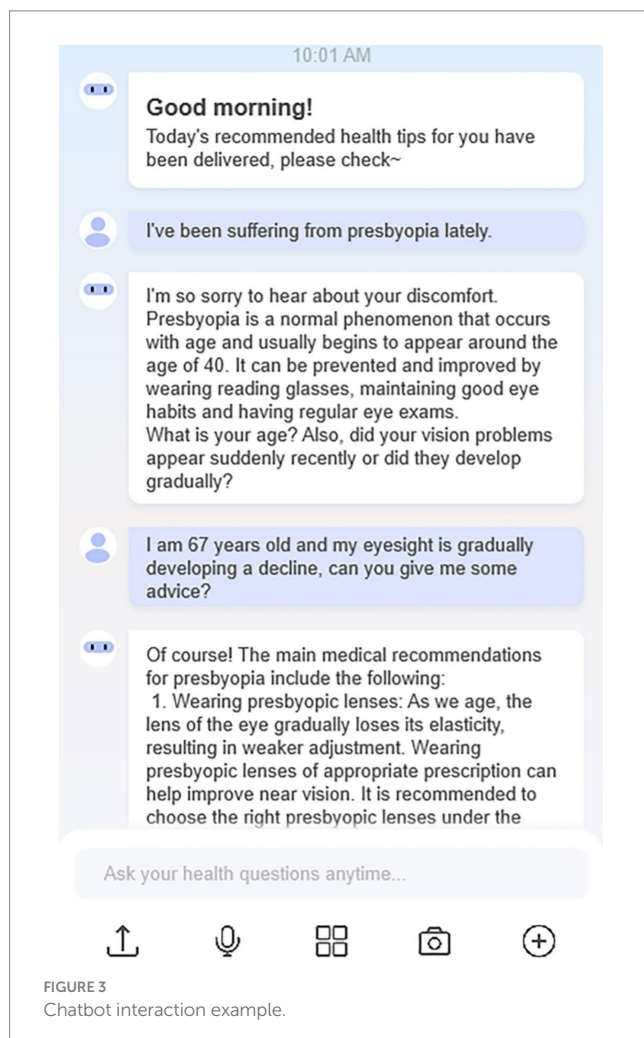 10:01 AM
Good morning!
Today's recommended health tips for you have
been delivered, please check~
I've been suffering from presbyopia lately.
I'm so sorry to hear about your discomfort.
Presbyopia is a normal phenomenon that occurs
with age and usually begins to appear around the
age of 40. It can be prevented and improved by
wearing reading glasses, maintaining good eye
habits and having regular eye exams.
What is your age? Also, did your vision problems
appear suddenly recently or did they develop
gradually?
I am 67 years old and my eyesight is gradually
developing a decline, can you give me some
advice?
Of course! The main medical recommendations
for presbyopia include the following:
1. Wearing presbyopic lenses: As we age, the
lens of the eye gradually loses its elasticity,
resulting in weaker adjustment. Wearing
presbyopic lenses of appropriate prescription can
help improve near vision. It is recommended to
choose the right presbyopic lenses under the
Ask your health questions anytime...
FIGURE 3
Chatbot interaction example.